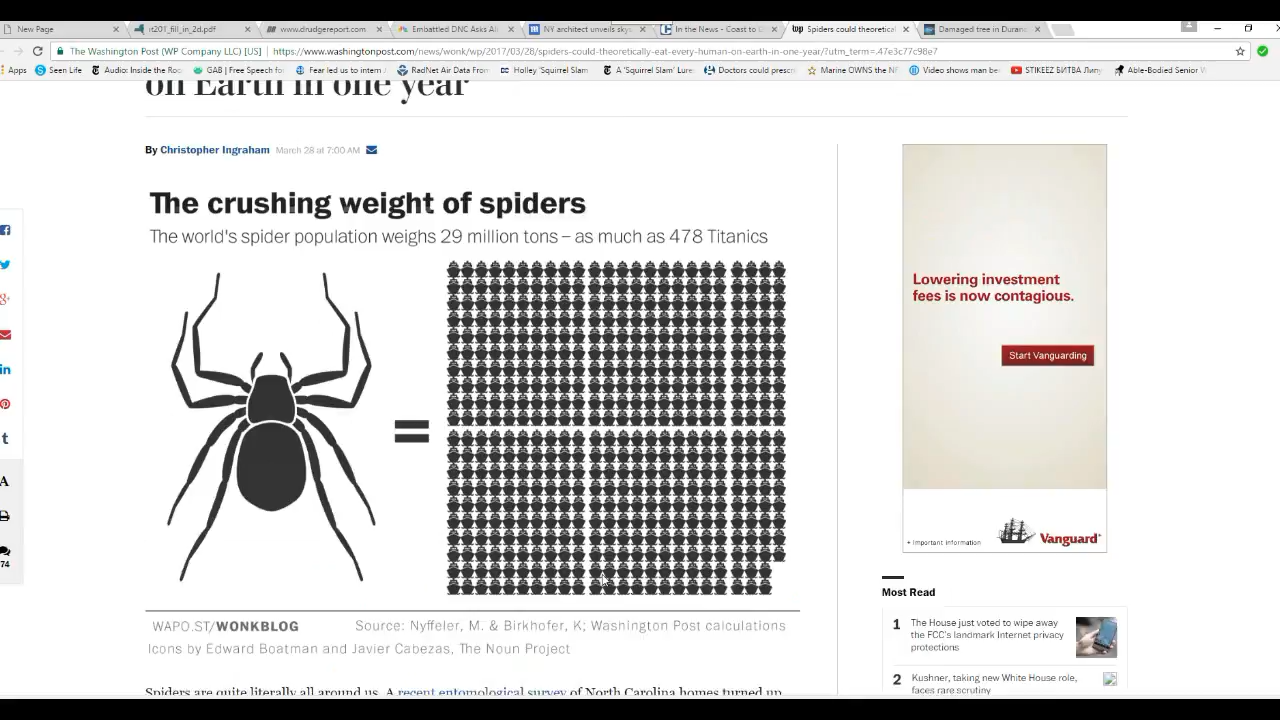 New Page
rt201_fill_in_2d.pdf
www.drudgereport.com
Embattled DNC Asks All
NY architect unveils skys
In the News - Coast to C
Spiders could theoretical
Damaged tree in Duran
The Washington Post (WP Company LLC) [US]
https://www.washingtonpost.com/news/wonk/wp/2017/03/28/spiders-could-theoretically-eat-every-human-on-earth-in-one-year/?utm_term=.47e3c77c98e7
Apps
Seen Life
Audio: Inside the Roo
GAB | Free Speech fo
Fear led us to intern J
RadNet Air Data From
Holley 'Squirrel Slam
A 'Squirrel Slam' Lure
Doctors could prescr
Marine OWNS the NF
Video shows man be
STIKEEZ БИТВА Липу
Able-Bodied Senior W
on Earth in one year
By Christopher Ingraham March 28 at 7:00 AM
The crushing weight of spiders
The world's spider population weighs 29 million tons – as much as 478 Titanics
=
WAPO.ST/WONKBLOG
Source: Nyffeler, M. & Birkhofer, K; Washington Post calculations
Icons by Edward Boatman and Javier Cabezas, The Noun Project
Spiders are quite literally all around us. A recent entomological survey of North Carolina homes turned up
A
74
Lowering investment
fees is now contagious.
Start Vanguarding
+ Important information
Vanguard
Most Read
1 The House just voted to wipe away
the FCC's landmark Internet privacy
protections
2 Kushner, taking new White House role,
faces rare scrutiny